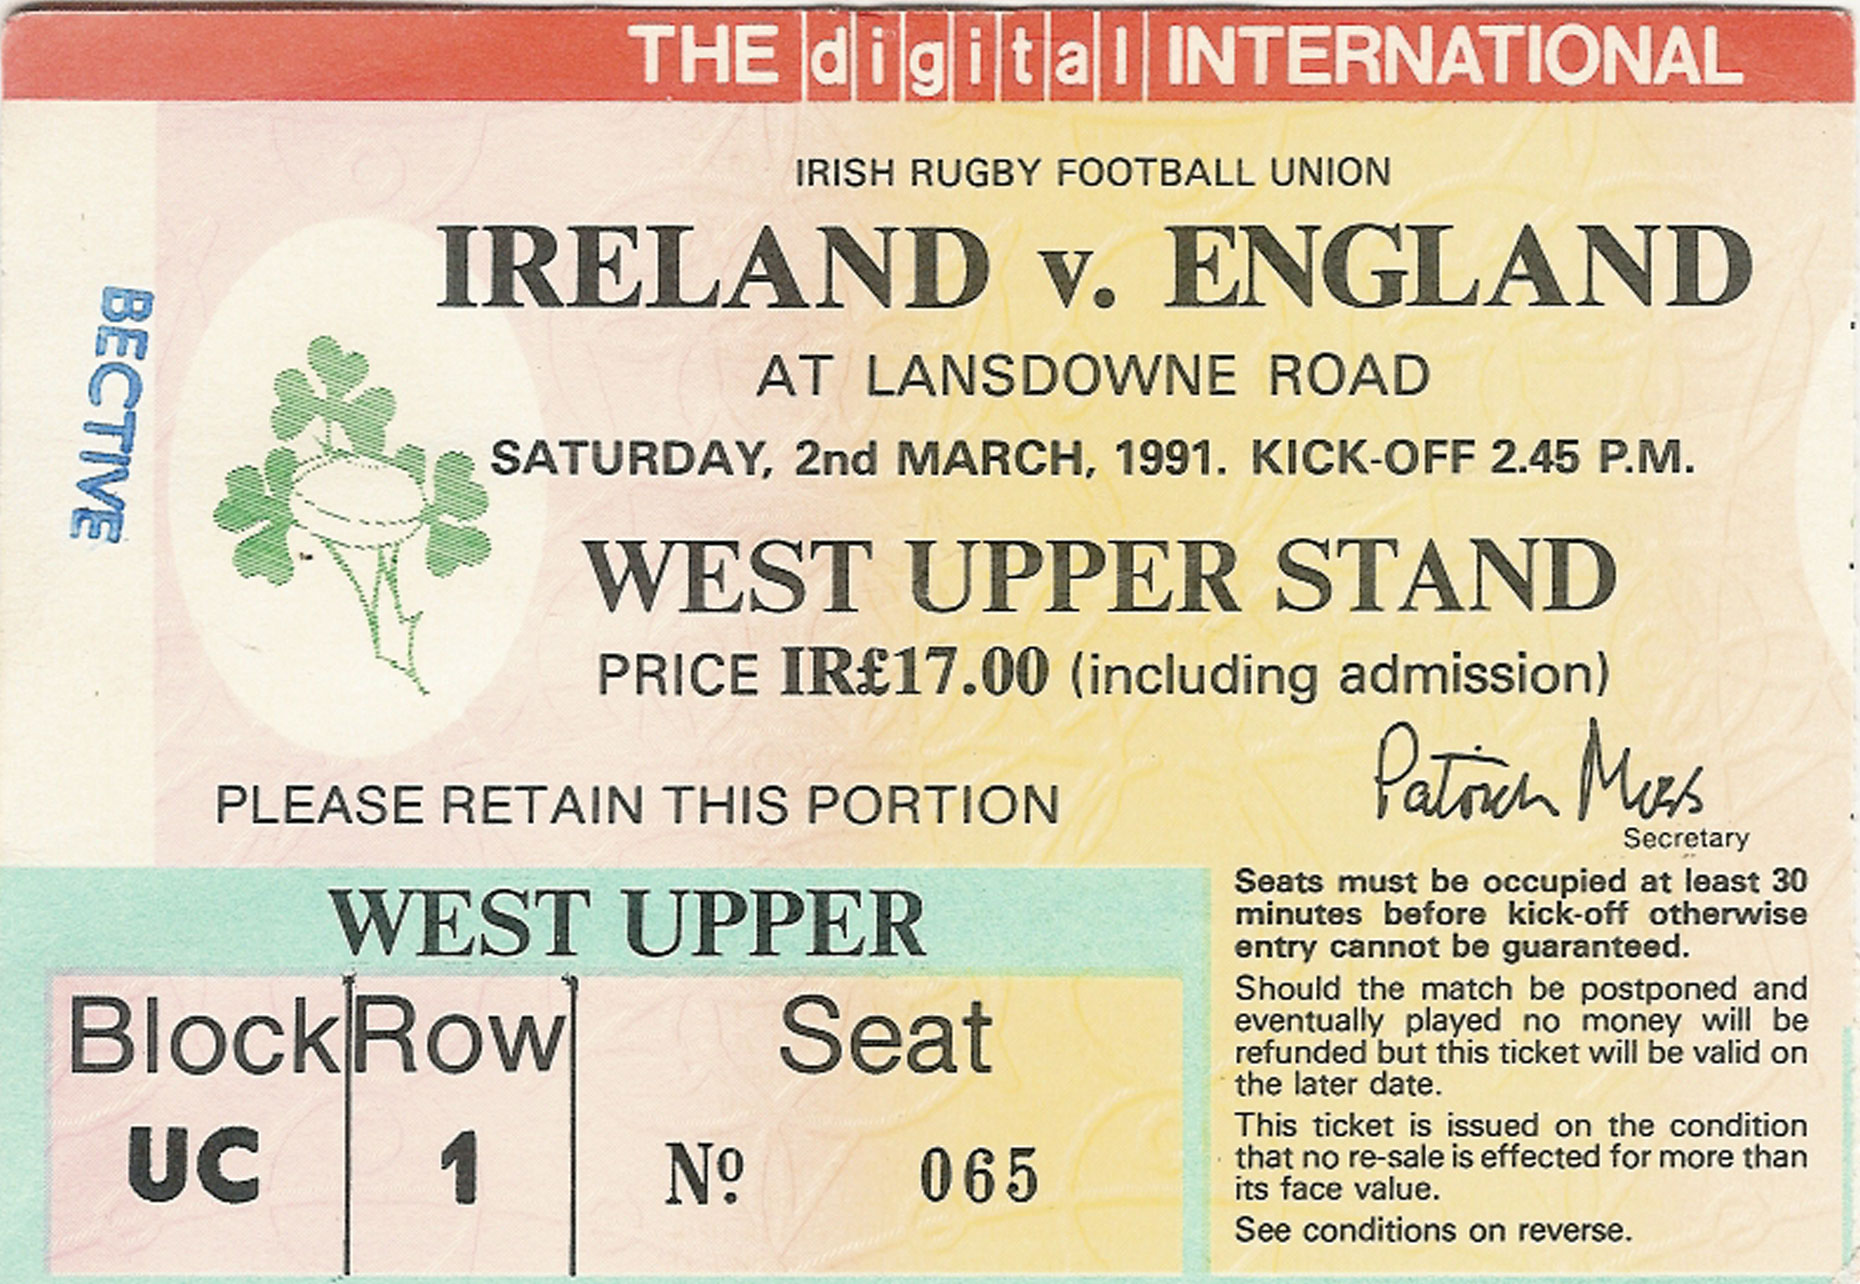 THE digital INTERNATIONAL
IRISH RUGBY FOOTBALL UNION
IRELAND v. ENGLAND
AT LANSDOWNE ROAD
SATURDAY, 2nd MARCH, 1991. KICK-OFF 2.45 P.M.
WEST UPPER STAND
PRICE IR£17.00 (including admission)
BECTIVE
PLEASE RETAIN THIS PORTION
Patrick Moss
Secretary
WEST UPPER
Block Row Seat
UC 1 Nº 065
Seats must be occupied at least 30
minutes before kick-off otherwise
entry cannot be guaranteed.
Should the match be postponed and
eventually played no money will be
refunded but this ticket will be valid on
the later date.
This ticket is issued on the condition
that no re-sale is effected for more than
its face value.
See conditions on reverse.